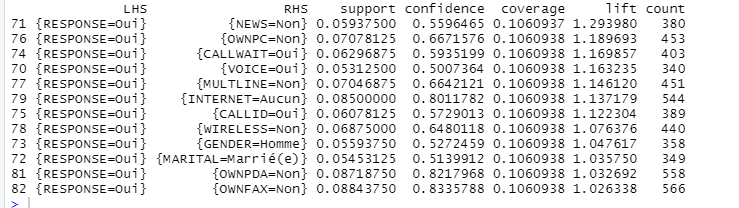 LHS RHS support confidence coverage lift count
71 {RESPONSE=Oui} {NEWS=Non} 0.05937500 0.5596465 0.1060937 1.293980 380
76 {RESPONSE=Oui} {OWNPC=Non} 0.07078125 0.6671576 0.1060938 1.189693 453
74 {RESPONSE=Oui} {CALLWAIT=Oui} 0.06296875 0.5935199 0.1060938 1.169857 403
70 {RESPONSE=Oui} {VOICE=Oui} 0.05312500 0.5007364 0.1060938 1.163235 340
77 {RESPONSE=Oui} {MULTLINE=Non} 0.07046875 0.6642121 0.1060938 1.146120 451
79 {RESPONSE=Oui} {INTERNET=Aucun} 0.08500000 0.8011782 0.1060938 1.137179 544
75 {RESPONSE=Oui} {CALLID=Oui} 0.06078125 0.5729013 0.1060938 1.122304 389
78 {RESPONSE=Oui} {WIRELESS=Non} 0.06875000 0.6480118 0.1060938 1.076376 440
73 {RESPONSE=Oui} {GENDER=Homme} 0.05593750 0.5272459 0.1060938 1.047617 358
72 {RESPONSE=Oui} {MARITAL=Marrié(e)} 0.05453125 0.5139912 0.1060938 1.035750 349
81 {RESPONSE=Oui} {OWNPDA=Non} 0.08718750 0.8217968 0.1060938 1.032692 558
82 {RESPONSE=Oui} {OWNFAX=Non} 0.08843750 0.8335788 0.1060938 1.026338 566
>